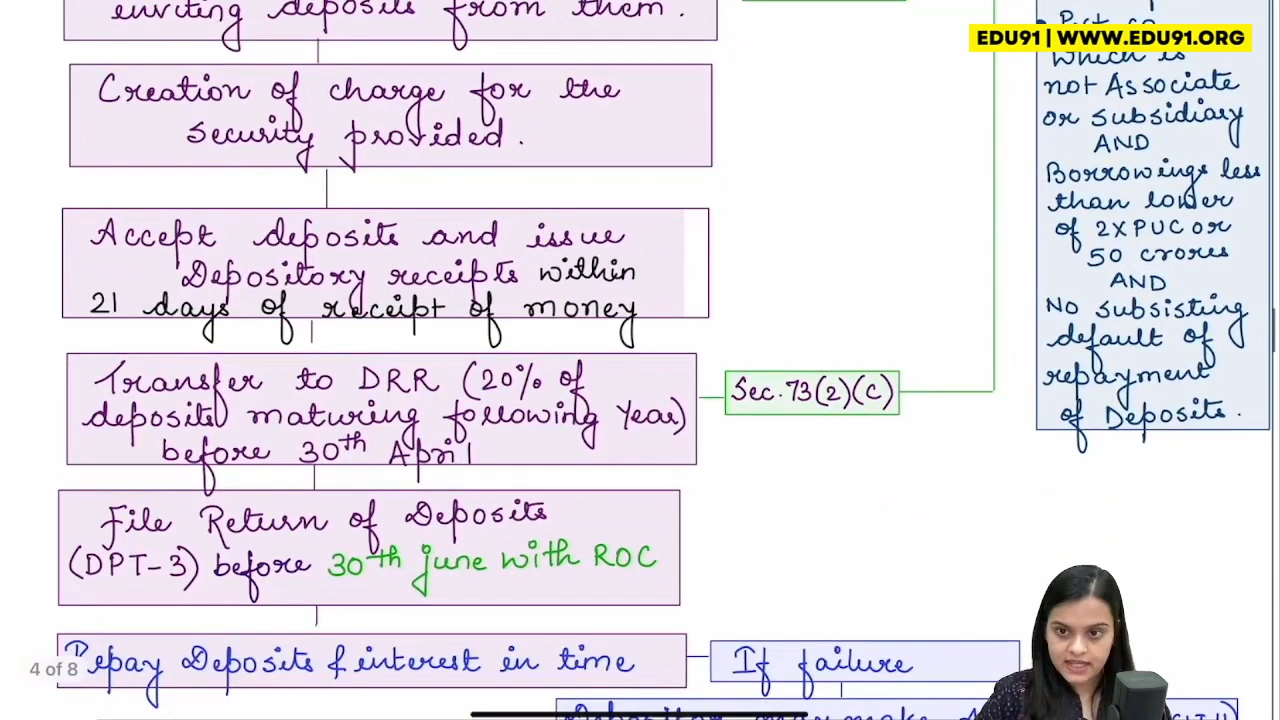 inviting deposits from them.
EDU91 | WWW.EDU91.ORG
Creation of charge for the
security provided.
Accept deposits and issue
Depository receipts within
21 days of receipt of money
Transfer to DRR (20% of
deposits maturing following Year)
before 30th April
Sec. 73(2)(C)
File Return of Deposits
(DPT-3) before 30th june with ROC
Repay Deposits & interest in time
If failure
4 of 8
Which is
not Associate
or subsidiary
AND
Borrowings less
than lower
of 2XPUC or
50 crores
AND
No subsisting
default of
repayment
of Deposits.